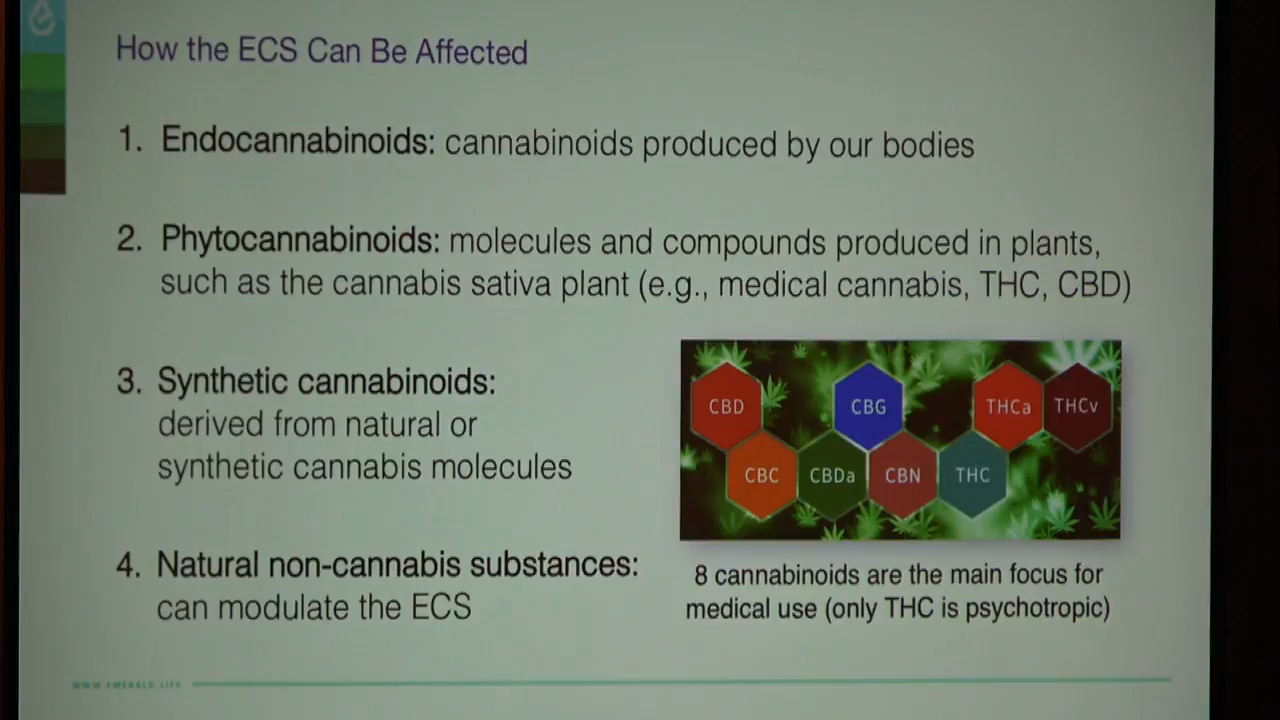 How the ECS Can Be Affected
1. Endocannabinoids: cannabinoids produced by our bodies
2. Phytocannabinoids: molecules and compounds produced in plants,
such as the cannabis sativa plant (e.g., medical cannabis, THC, CBD)
3. Synthetic cannabinoids:
derived from natural or
synthetic cannabis molecules
4. Natural non-cannabis substances:
can modulate the ECS
CBD CBG THCa THCv
CBC CBDa CBN THC
8 cannabinoids are the main focus for
medical use (only THC is psychotropic)
WWW.EMERALD.LIFE